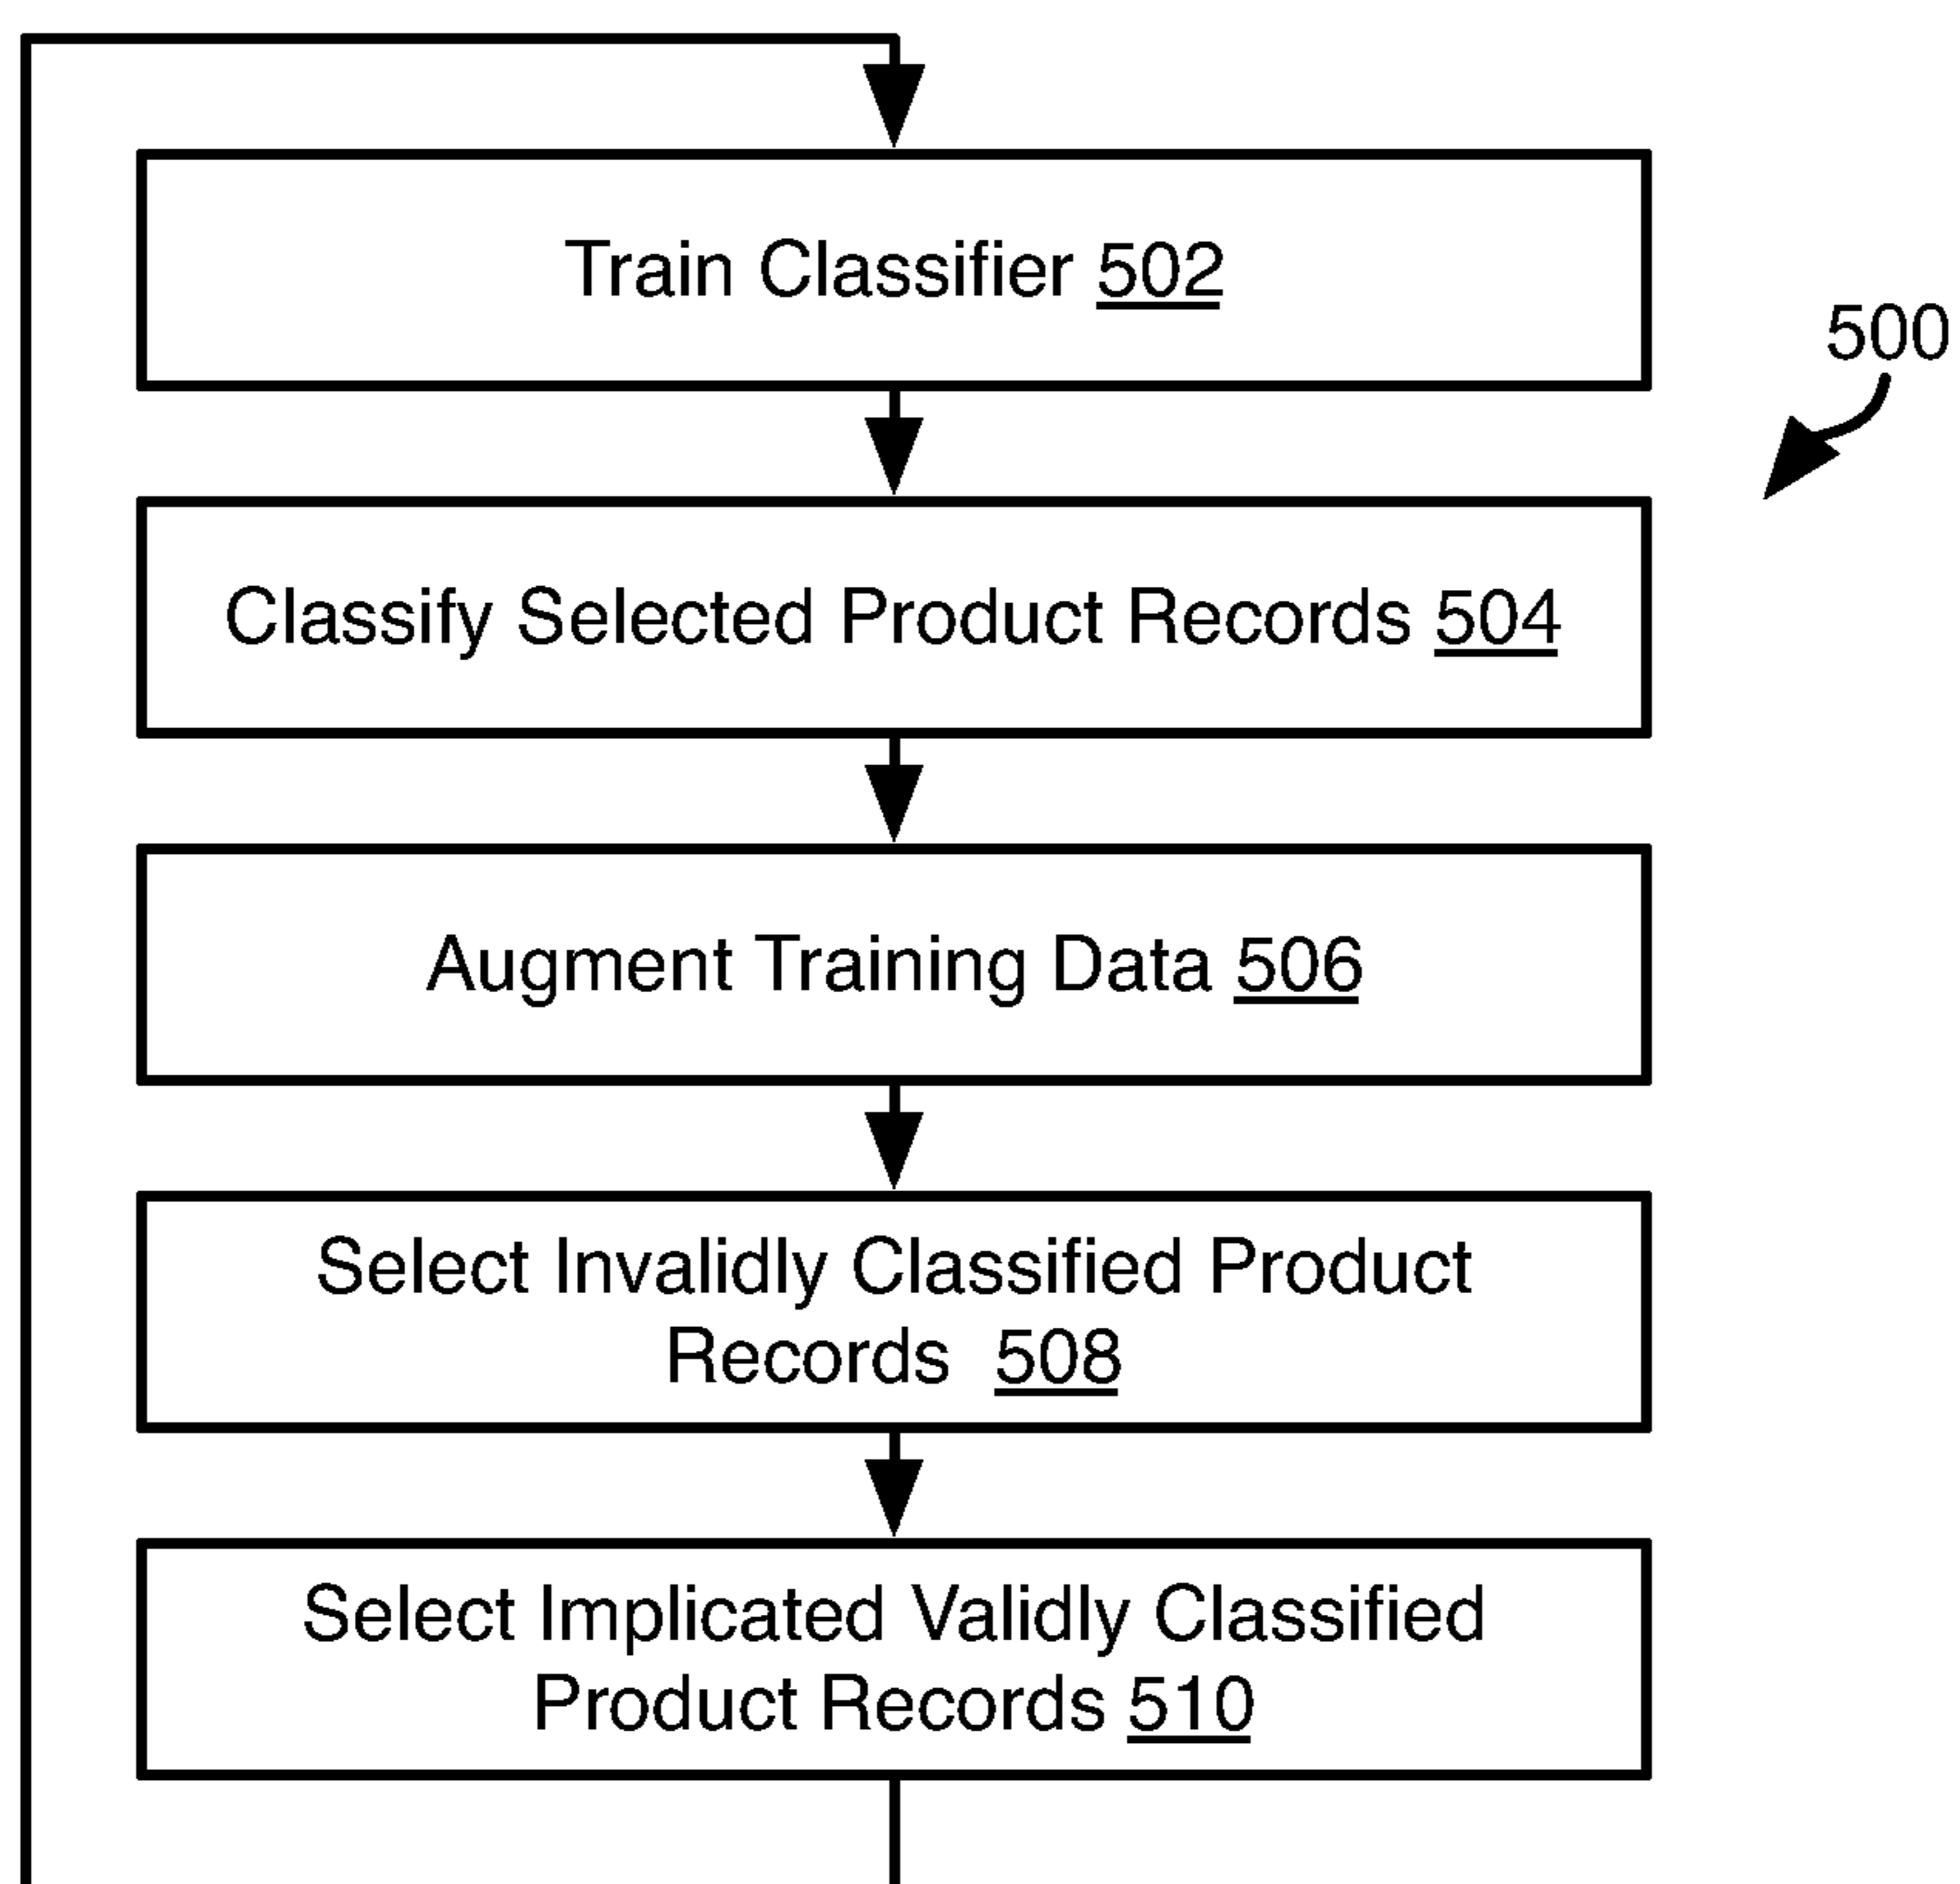 Train Classifier 502
500
Classify Selected Product Records 504
Augment Training Data 506
Select Invalidly Classified Product
Records 508
Select Implicated Validly Classified
Product Records 510